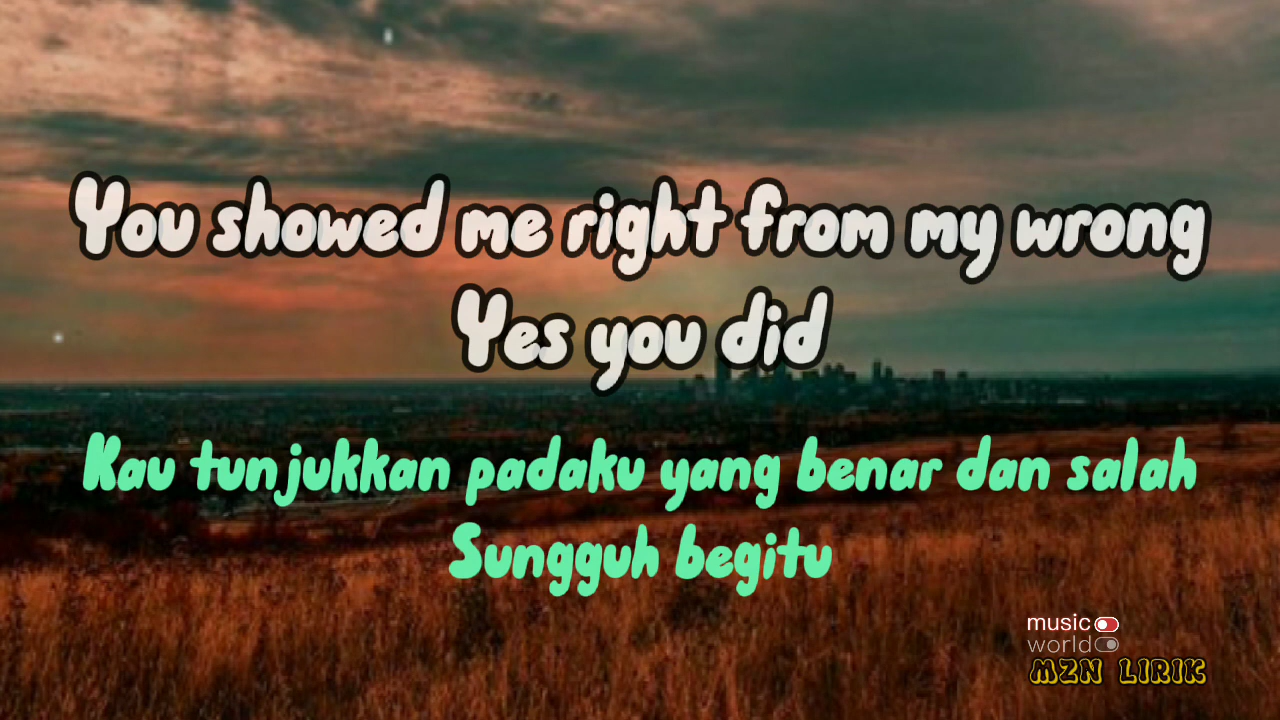 You showed me right from my wrong
Yes you did
Kau tunjukkan padaku yang benar dan salah
Sungguh begitu
music
world
MZN LIRIK